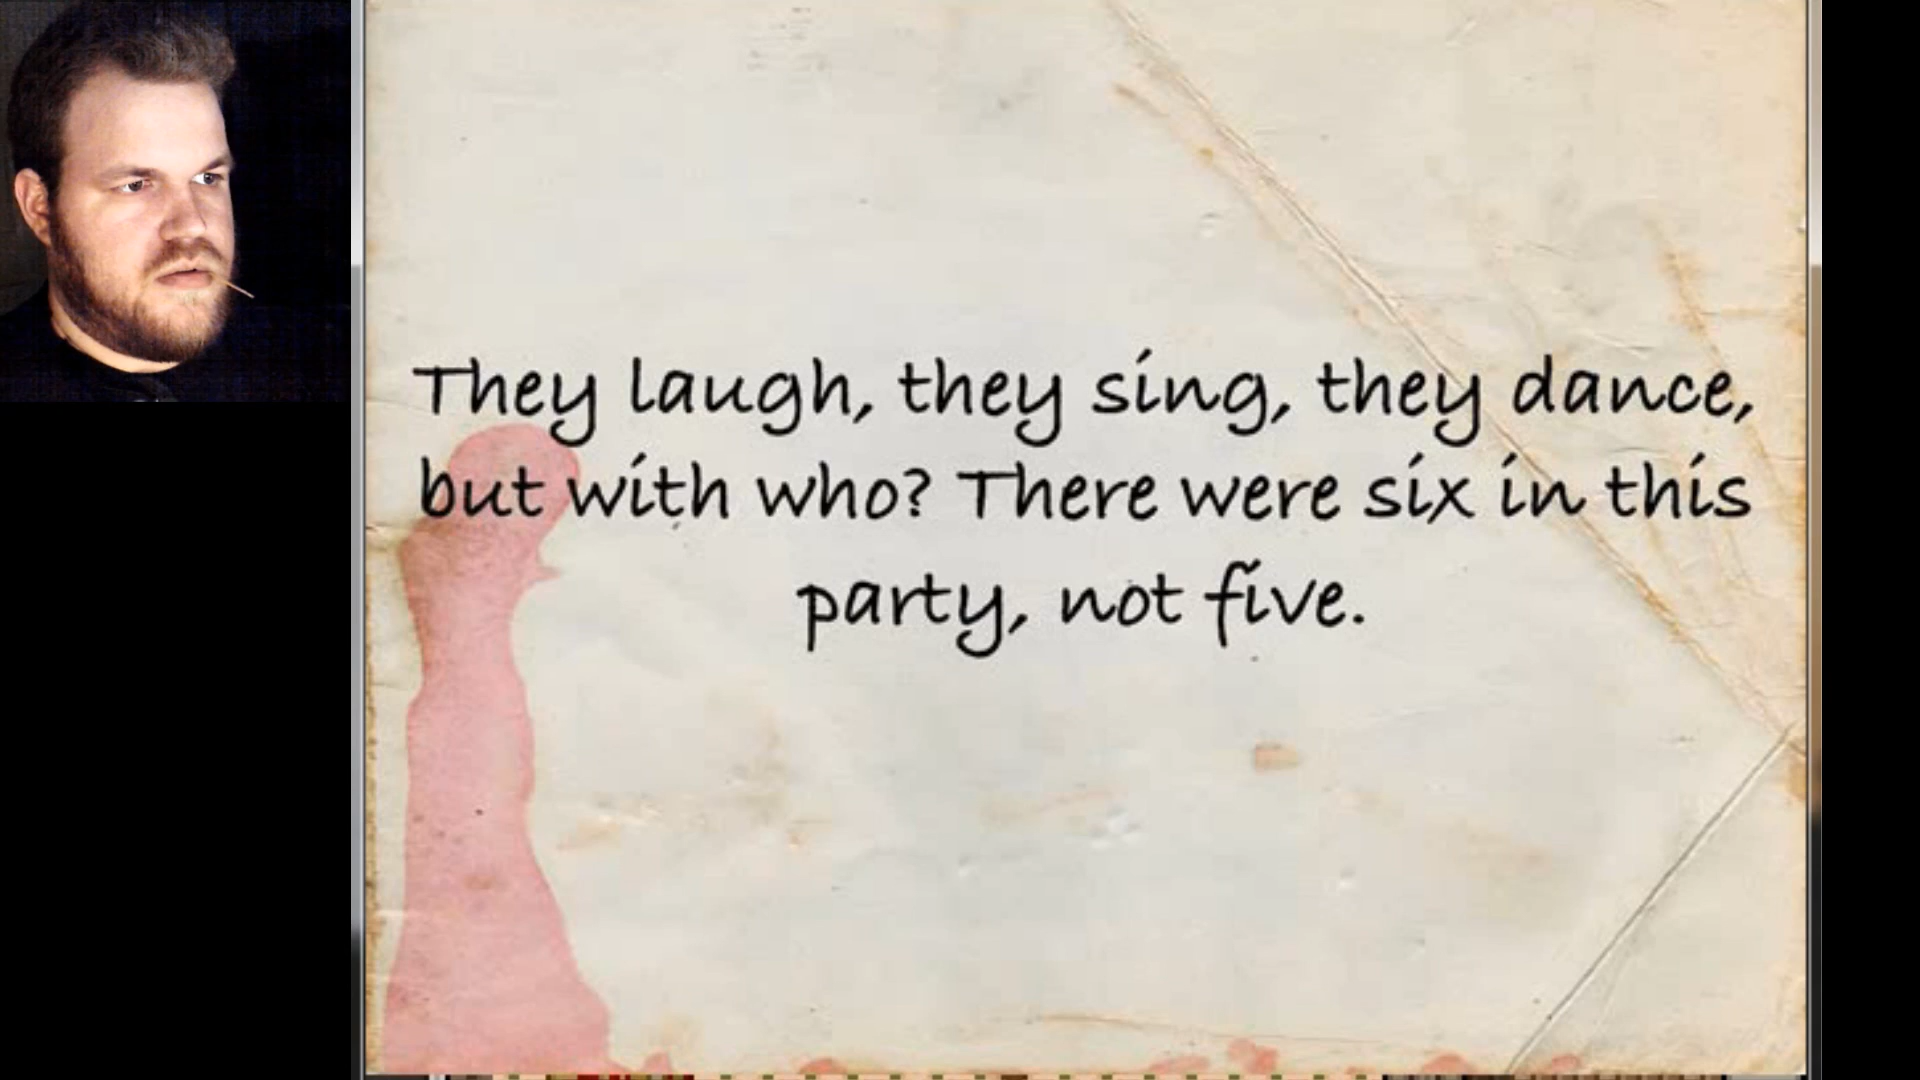 They laugh, they sing, they dance,
but with who? There were six in this
party, not five.